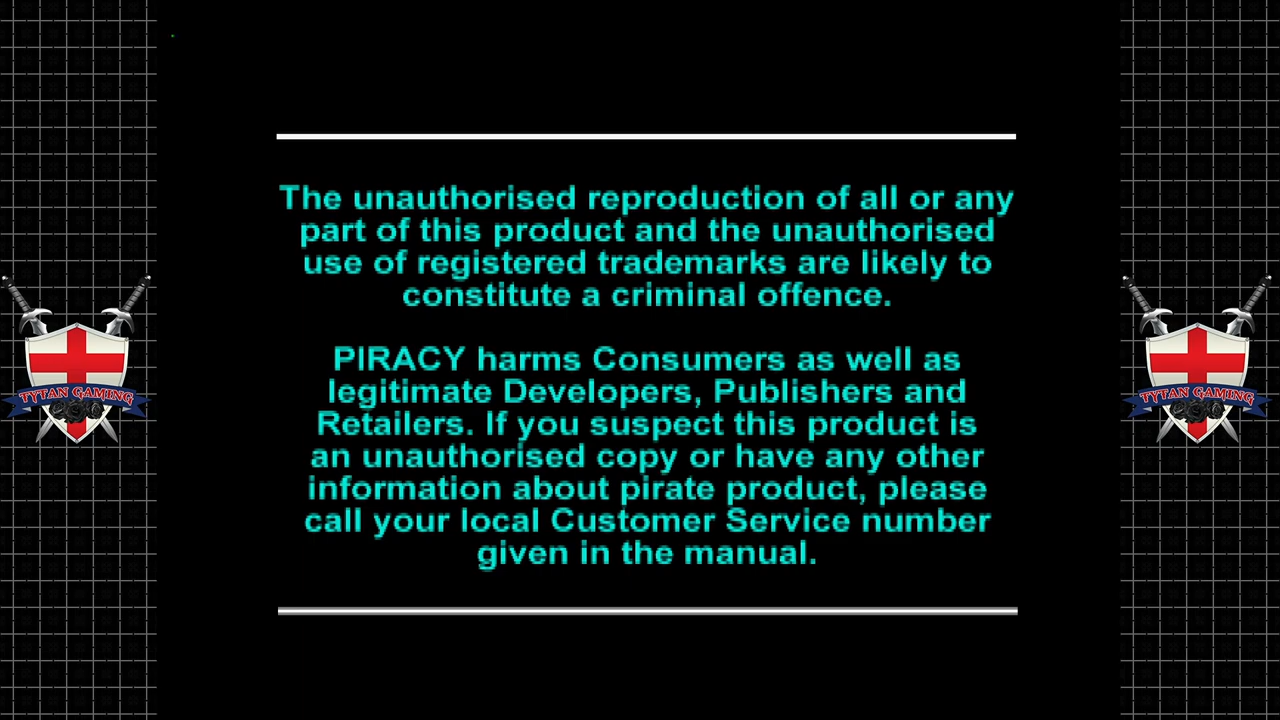 The unauthorised reproduction of all or any
part of this product and the unauthorised
use of registered trademarks are likely to
constitute a criminal offence.
PIRACY harms Consumers as well as
legitimate Developers, Publishers and
Retailers. If you suspect this product is
an unauthorised copy or have any other
information about pirate product, please
call your local Customer Service number
given in the manual.
TYTAN GAMING
TYTAN GAMING